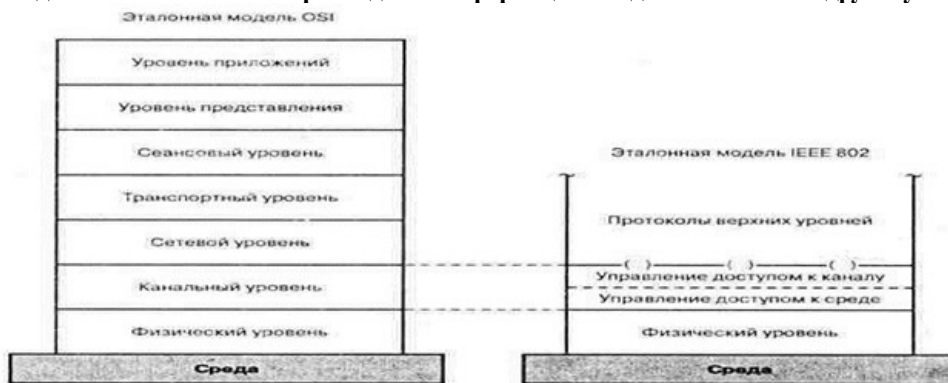 Эталонная модель OSI
Уровень приложений
Уровень представления
Сеансовый уровень
Транспортный уровень
Сетевой уровень
Канальный уровень
Физический уровень
Среда
Эталонная модель IEEE 802
Протоколы верхних уровней
Управление доступом к каналу
Управление доступом к среде
Физический уровень
Среда